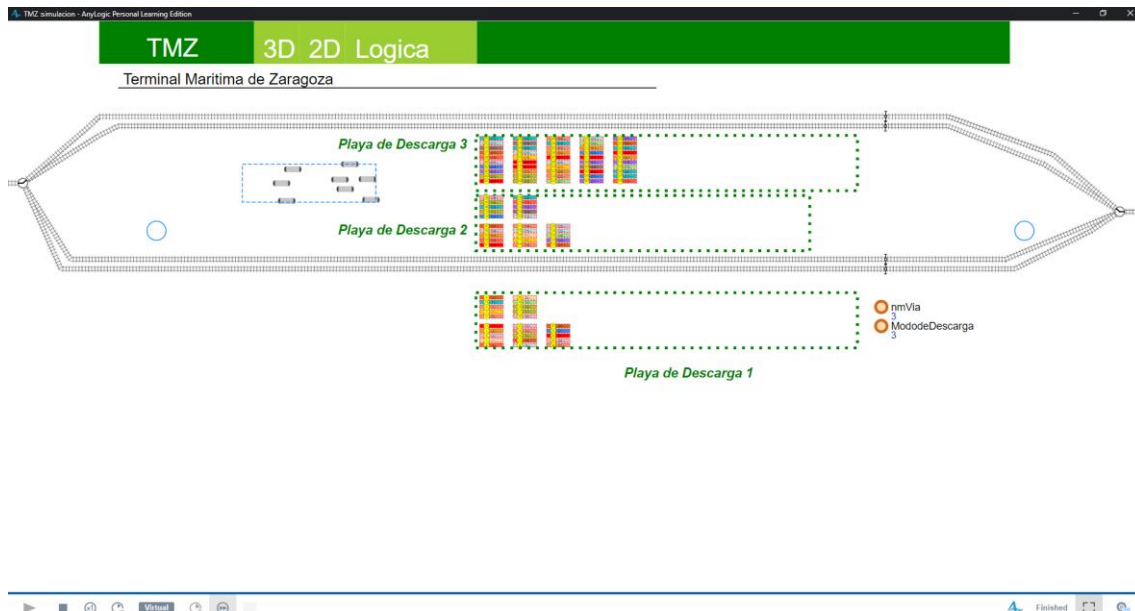 TMZ simulacion - AnyLogic Personal Learning Edition
TMZ 3D 2D Logica
Terminal Maritima de Zaragoza
Playa de Descarga 3
Playa de Descarga 2
nmVia
3
MododeDescarga
3
Playa de Descarga 1
Virtual
Finished